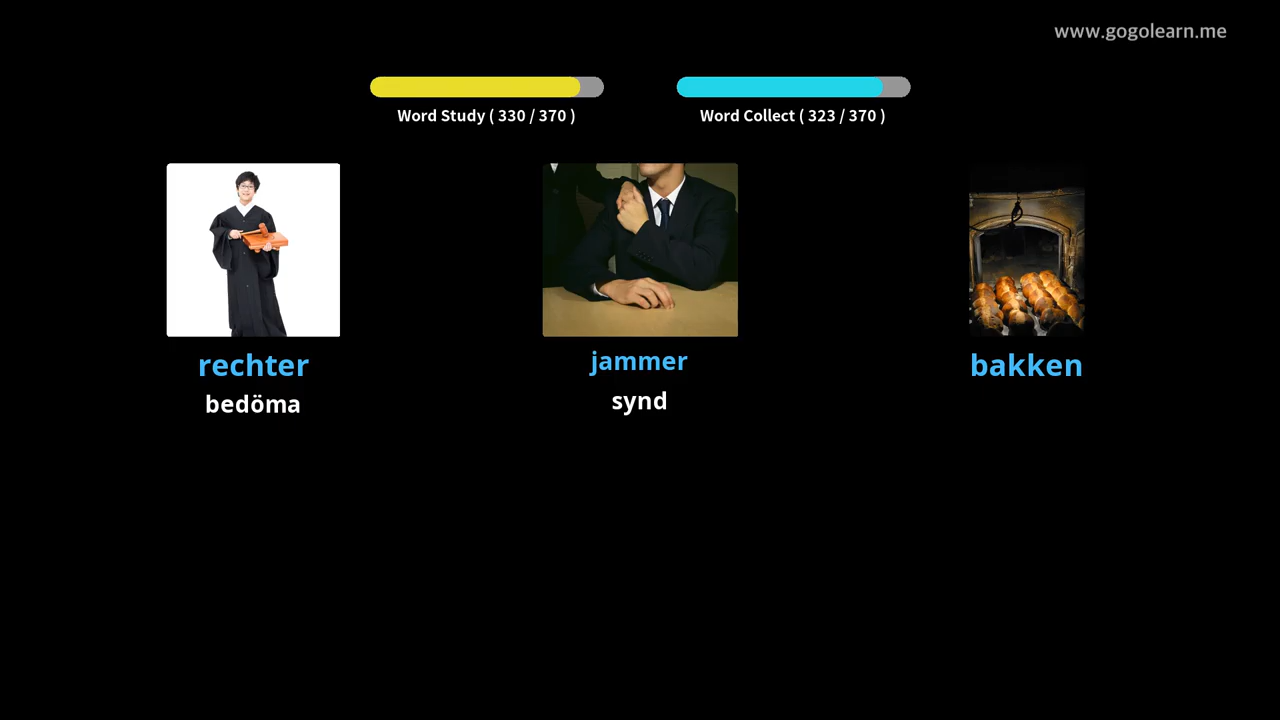 www.gogolearn.me
Word Study ( 330 / 370 )
Word Collect ( 323 / 370 )
rechter
bedöma
jammer
synd
bakken